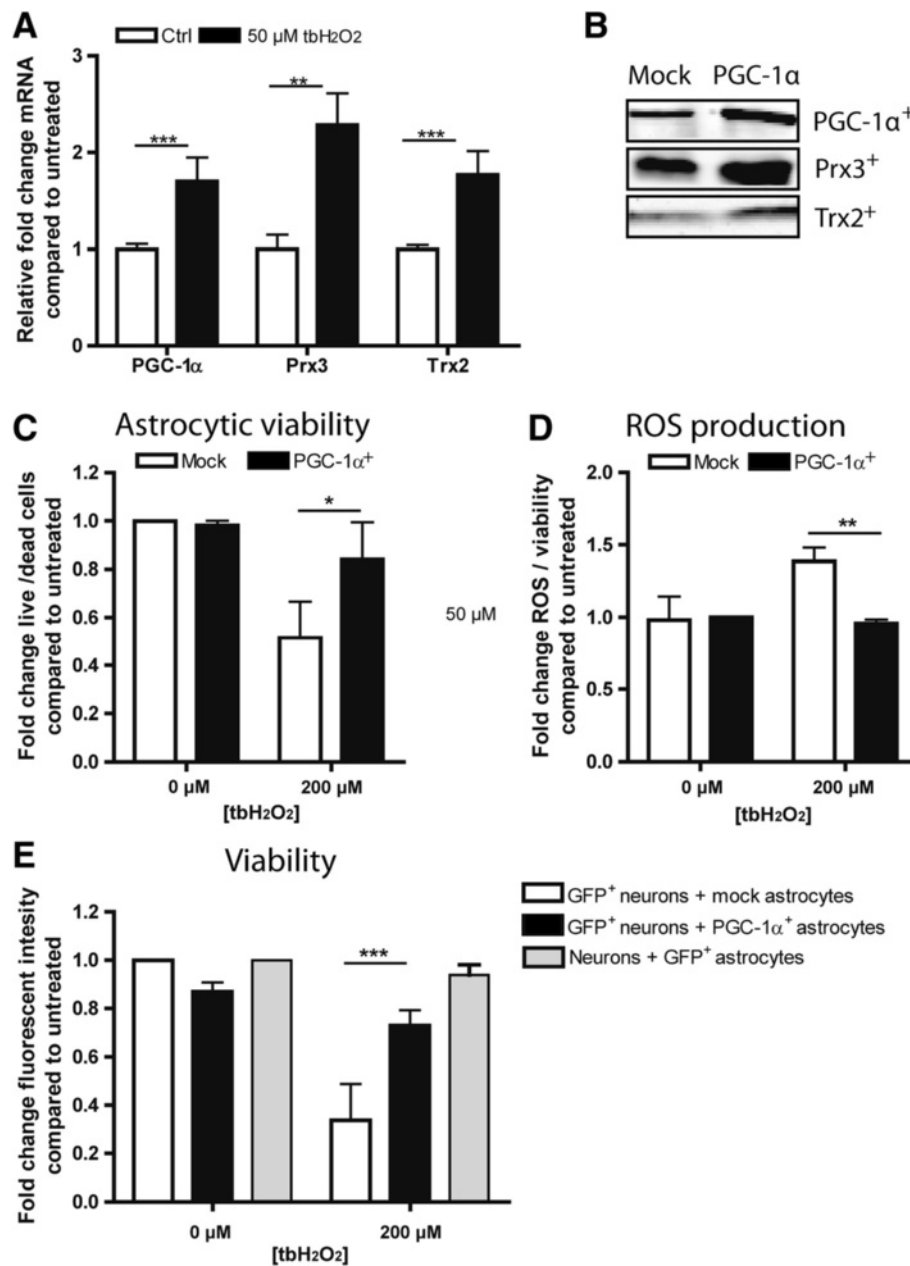 A
Ctrl 50 µM tbH2O2
Relative fold change mRNA
compared to untreated
3
2
1
0
***
**
***
PGC-1α Prx3 Trx2
B
Mock PGC-1α
PGC-1α+
Prx3+
Trx2+
C
Astrocytic viability
Mock PGC-1α+
Fold change live /dead cells
compared to untreated
1.2
1.0
0.8
0.6
0.4
0.2
0.0
*
0 µM 200 µM
[tbH2O2]
50 µM
D
ROS production
Mock PGC-1α+
Fold change ROS / viability
compared to untreated
2.0
1.5
1.0
0.5
0.0
**
0 µM 200 µM
[tbH2O2]
E
Viability
Fold change fluorescent intesity
compared to untreated
1.2
1.0
0.8
0.6
0.4
0.2
0.0
***
0 µM 200 µM
[tbH2O2]
GFP+ neurons + mock astrocytes
GFP+ neurons + PGC-1α+ astrocytes
Neurons + GFP+ astrocytes